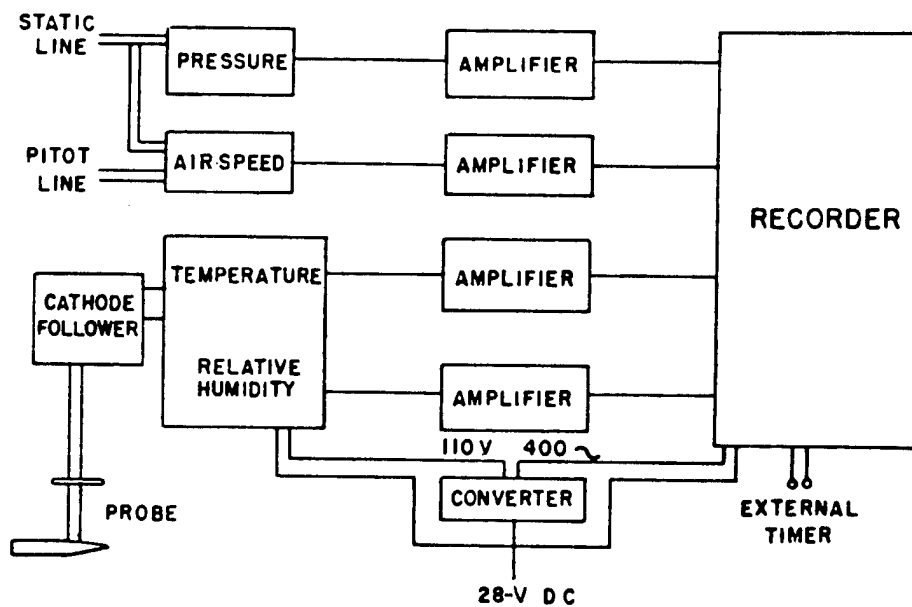 STATIC
LINE
PRESSURE
AMPLIFIER
PITOT
LINE
AIR-SPEED
AMPLIFIER
RECORDER
TEMPERATURE
AMPLIFIER
CATHODE
FOLLOWER
RELATIVE
HUMIDITY
AMPLIFIER
110 V 400 ~
CONVERTER
PROBE
EXTERNAL
TIMER
28-V DC